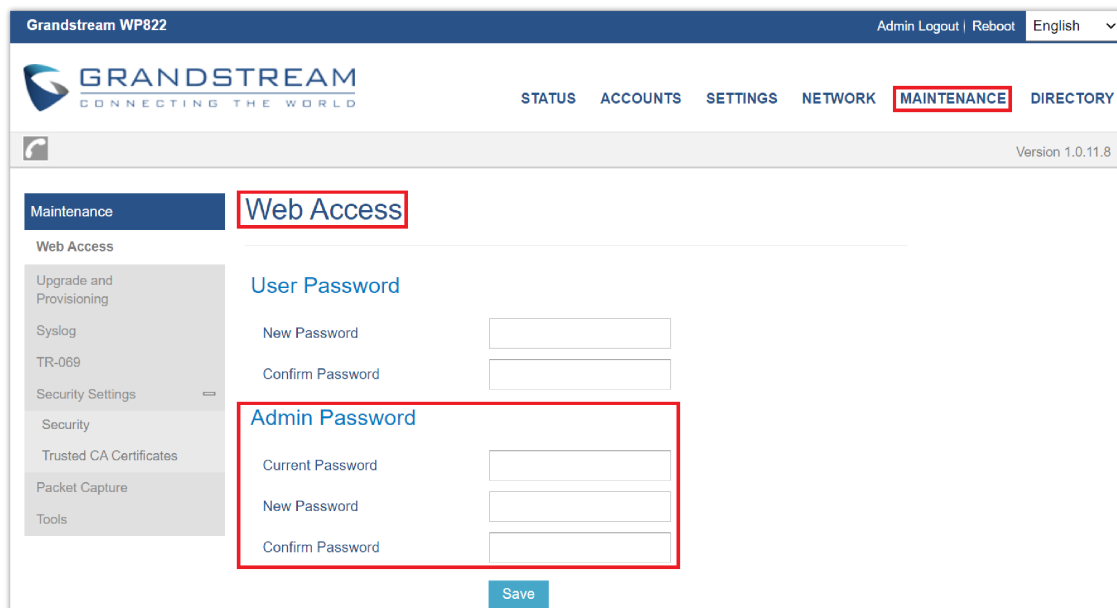 Grandstream WP822
Admin Logout | Reboot
English
GRANDSTREAM
CONNECTING THE WORLD
STATUS ACCOUNTS SETTINGS NETWORK MAINTENANCE DIRECTORY
Version 1.0.11.8
Maintenance
Web Access
Upgrade and
Provisioning
Syslog
TR-069
Security Settings
Security
Trusted CA Certificates
Packet Capture
Tools
Web Access
User Password
New Password
Confirm Password
Admin Password
Current Password
New Password
Confirm Password
Save